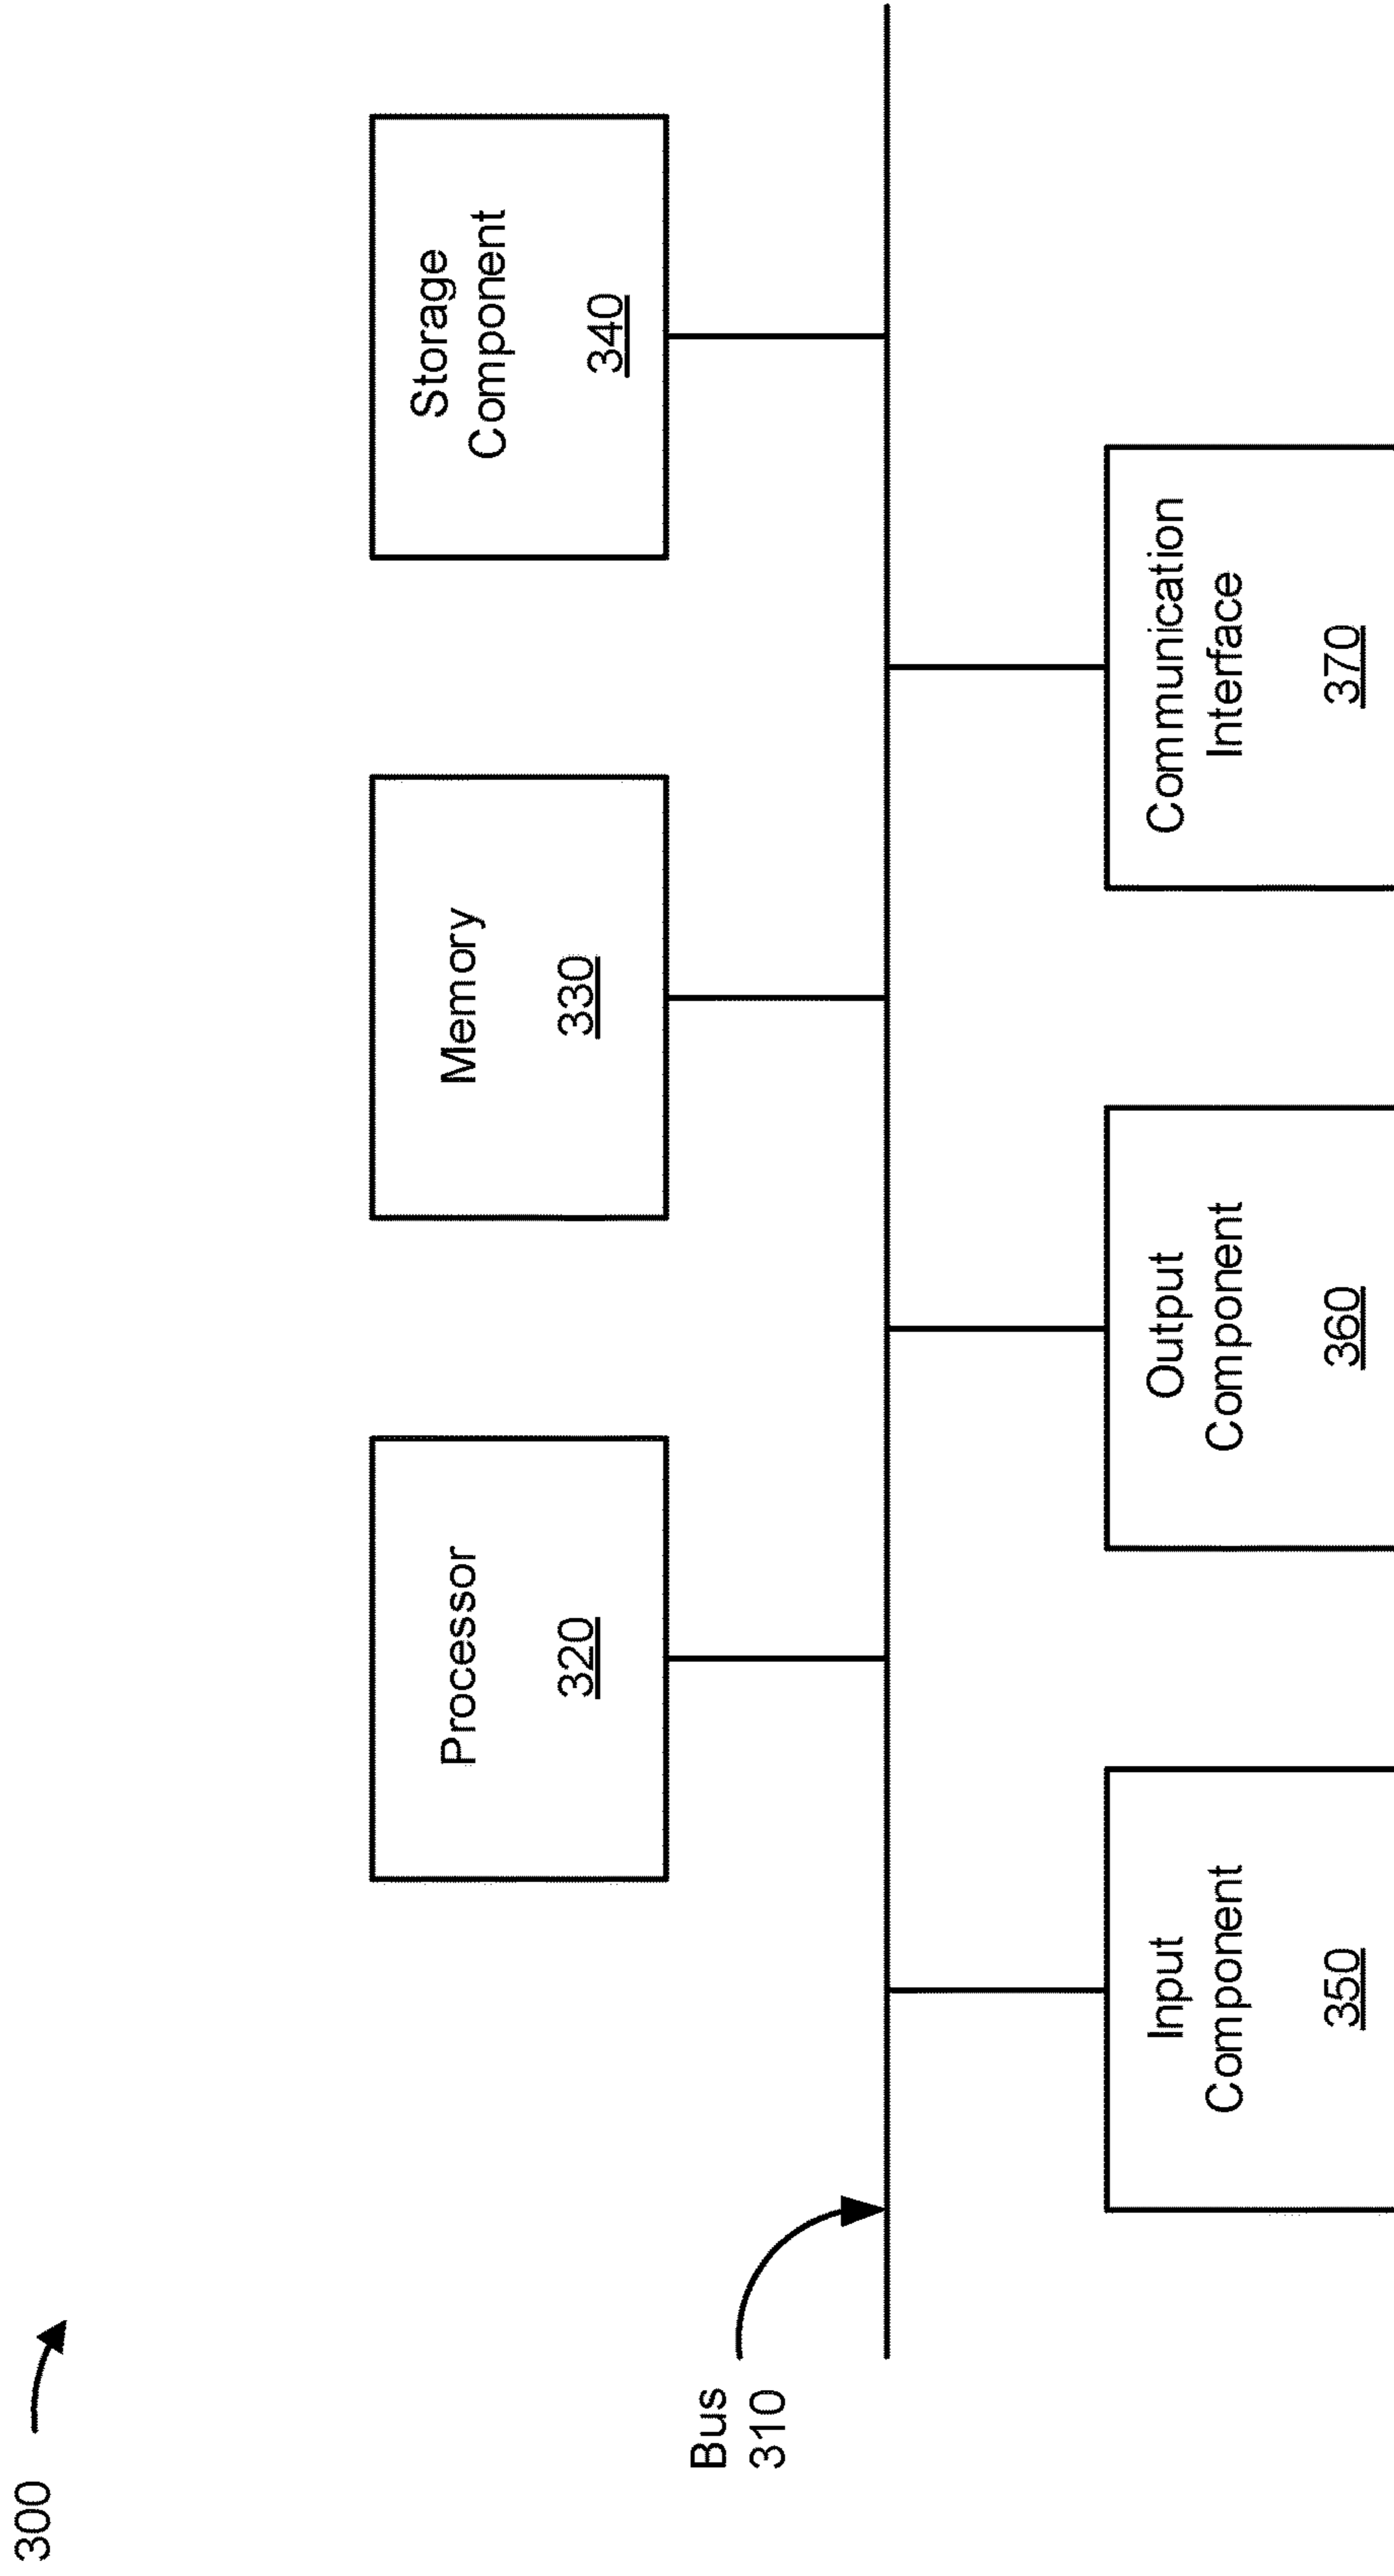 300
Processor
320
Memory
330
Storage
Component
340
Bus
310
Input
Component
350
Output
Component
360
Communication
Interface
370